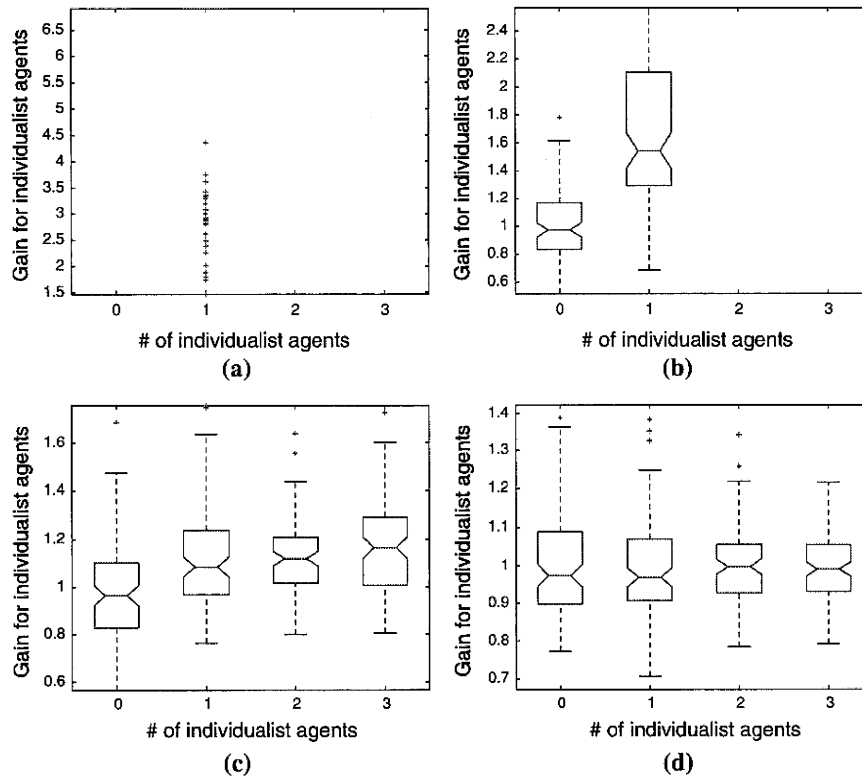 6.5
6
5.5
5
4.5
4
3.5
3
2.5
2
1.5
Gain for individualist agents
0 1 2 3
# of individualist agents
(a)
2.4
2.2
1.8
1.6
1.4
1.2
1
0.8
0.6
Gain for individualist agents
0 1 2 3
# of individualist agents
(b)
1.6
1.4
1.2
1
0.8
0.6
Gain for individualist agents
0 1 2 3
# of individualist agents
(c)
1.4
1.3
1.2
1.1
1.0
0.9
0.8
0.7
Gain for individualist agents
0 1 2 3
# of individualist agents
(d)